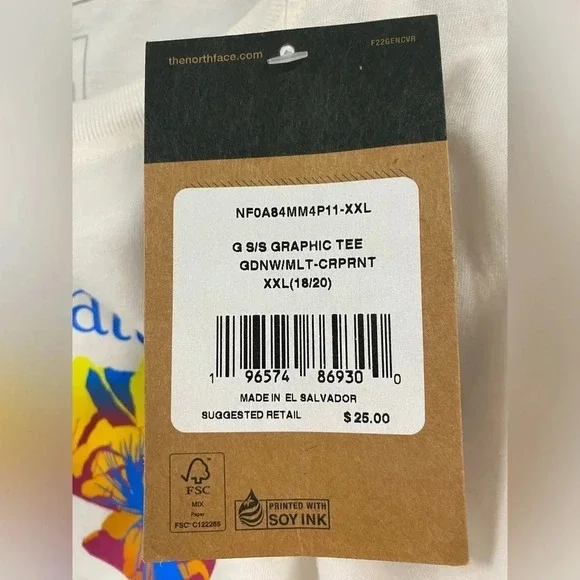 thenorthface.com
F22GENCVR
NF0A84MM4P11-XXL
G S/S GRAPHIC TEE
GDNW/MLT-CRPRNT
XXL(18/20)
1 96574 86930 0
MADE IN EL SALVADOR
SUGGESTED RETAIL $25.00
FSC
MIX
Paper
FSC® C122265
PRINTED WITH
SOY INK